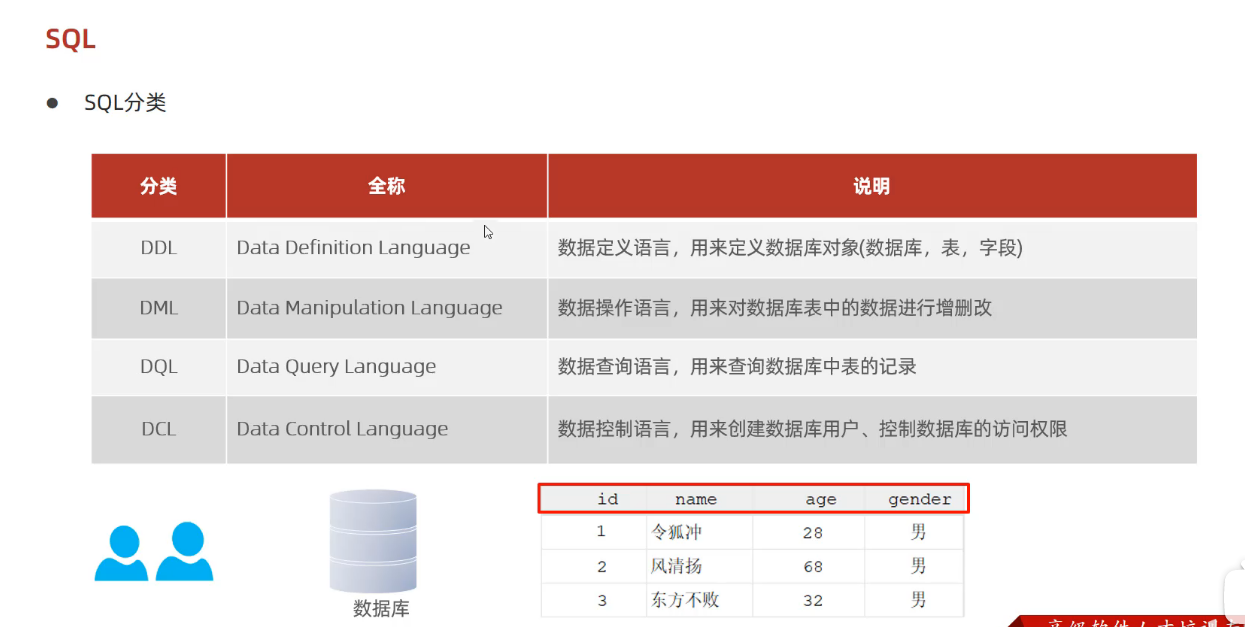 SQL
SQL分类
分类 全称 说明
DDL Data Definition Language 数据定义语言，用来定义数据库对象(数据库，表，字段)
DML Data Manipulation Language 数据操作语言，用来对数据库表中的数据进行增删改
DQL Data Query Language 数据查询语言，用来查询数据库中表的记录
DCL Data Control Language 数据控制语言，用来创建数据库用户、控制数据库的访问权限
id name age gender
1 令狐冲 28 男
2 风清扬 68 男
3 东方不败 32 男
数据库